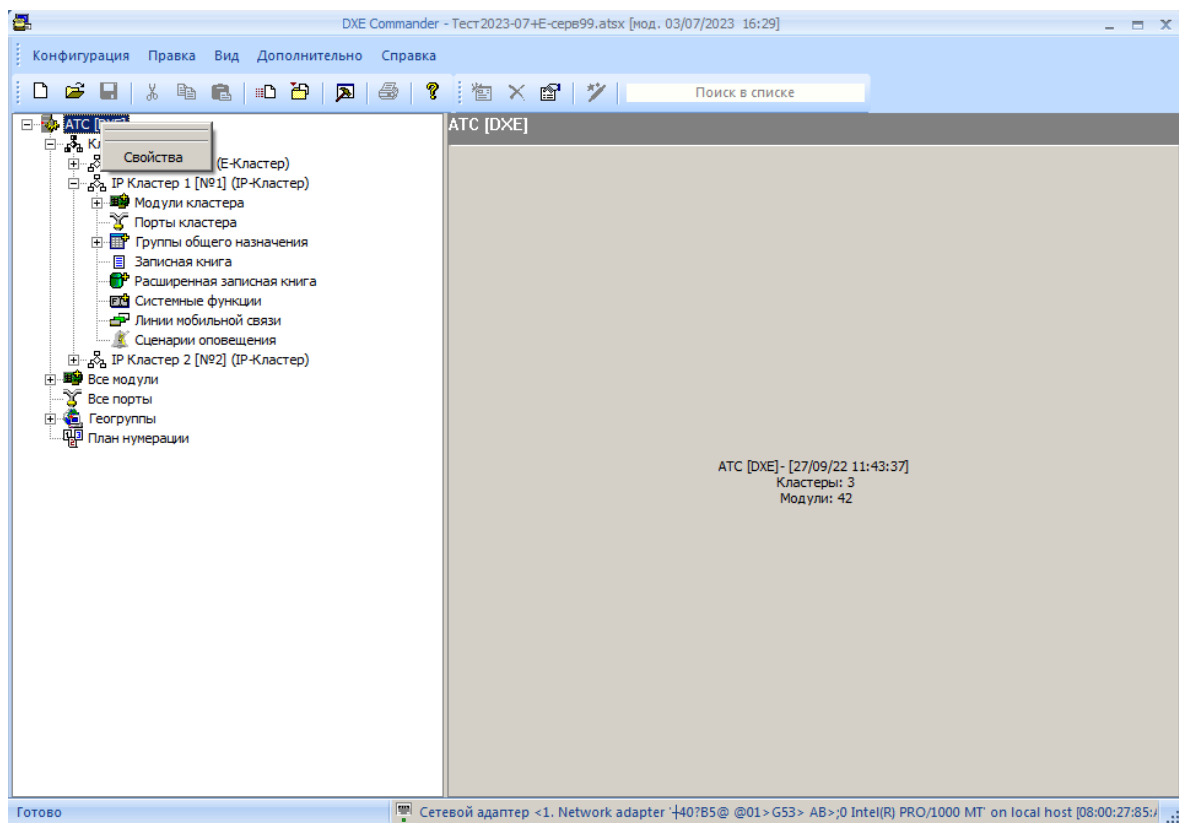 DXE Commander - Тест2023-07+E-серв99.atsx [мод. 03/07/2023 16:29]
Конфигурация Правка Вид Дополнительно Справка
Поиск в списке
АТС [DXE]
Свойства
(E-Кластер)
IP Кластер 1 [№1] (IP-Кластер)
Модули кластера
Порты кластера
Группы общего назначения
Записная книга
Расширенная записная книга
Системные функции
Линии мобильной связи
Сценарии оповещения
IP Кластер 2 [№2] (IP-Кластер)
Все модули
Все порты
Геогруппы
План нумерации
АТС [DXE]
АТС [DXE]- [27/09/22 11:43:37]
Кластеры: 3
Модули: 42
Готово
Сетевой адаптер <1. Network adapter '┼40?B5@ @01>G53> AB>;0 Intel(R) PRO/1000 MT' on local host [08:00:27:85: